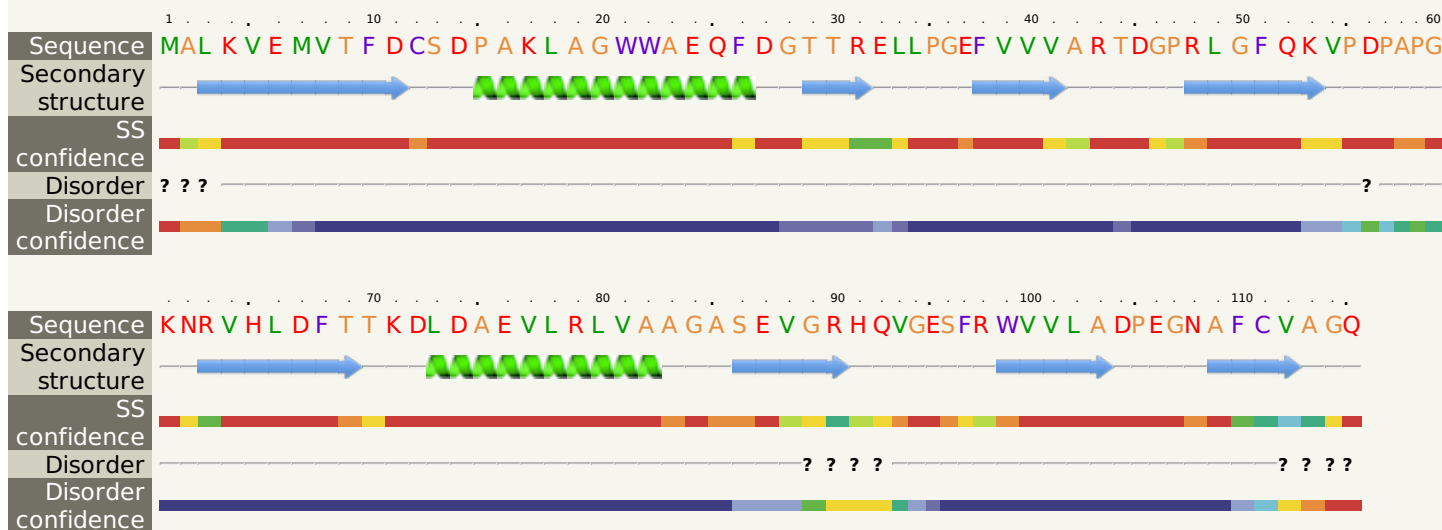 1 . . . . 10 . . . . . . . . 20 . . . . . . . . 30 . . . . . . . . 40 . . . . . . . . 50 . . . . . . . . 60
Sequence MALKVEMVTFDCSDPAKLAGWWAEQFDGTTRELLPGEFVVVARTDGPRLGFQKVPDPAPG
Secondary
structure
SS
confidence
Disorder ? ? ? ?
Disorder
confidence
. . . . . . . . 70 . . . . . . . . 80 . . . . . . . . 90 . . . . . . . . 100 . . . . . . . . 110 . . . . .
Sequence KNRVHLDFTTKDLDAEVLRLVAAGASEVGRHQVGESFRWVVLADPEGNAFCVAGQ
Secondary
structure
SS
confidence
Disorder ? ? ? ? ? ? ? ?
Disorder
confidence